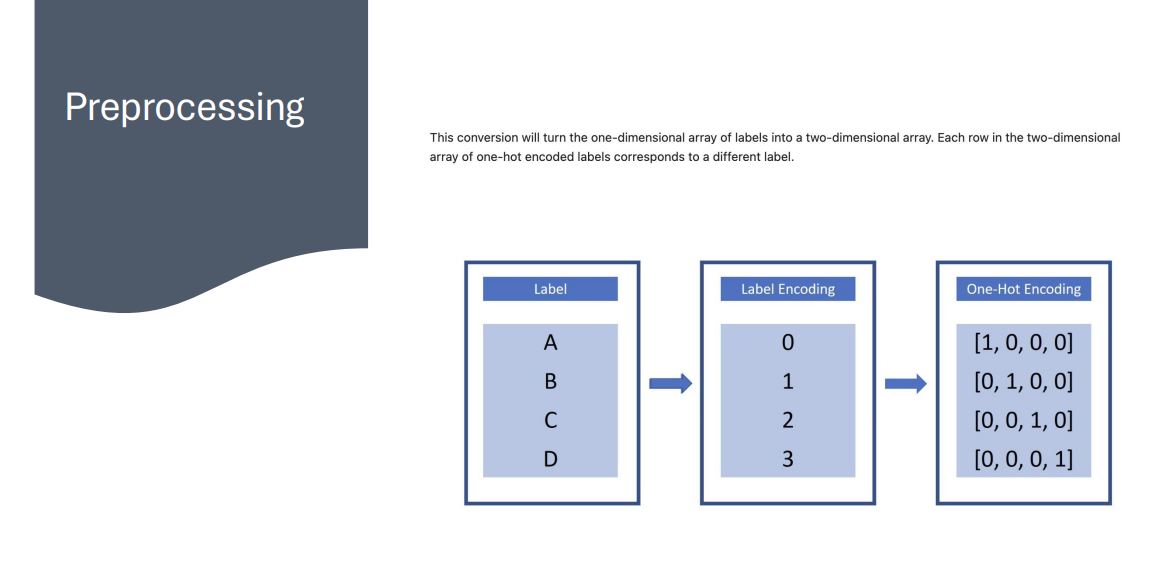 Preprocessing
This conversion will turn the one-dimensional array of labels into a two-dimensional array. Each row in the two-dimensional
array of one-hot encoded labels corresponds to a different label.
Label
A
B
C
D
Label Encoding
0
1
2
3
One-Hot Encoding
[1, 0, 0, 0]
[0, 1, 0, 0]
[0, 0, 1, 0]
[0, 0, 0, 1]